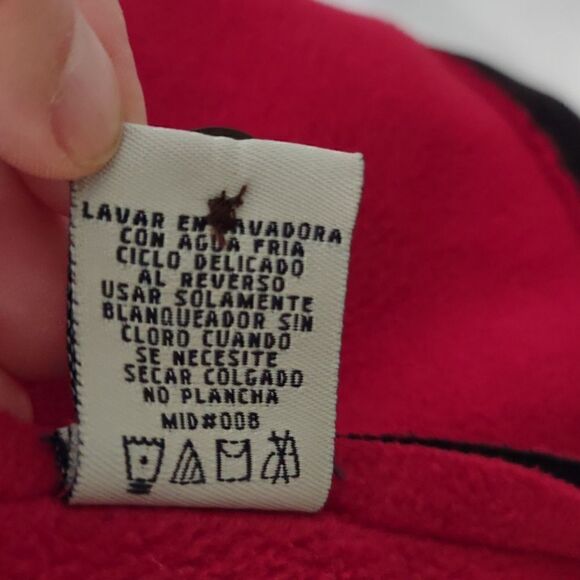 LAVAR EN LAVADORA
CON AGUA FRIA
CICLO DELICADO
AL REVERSO
USAR SOLAMENTE
BLANQUEADOR SIN
CLORO CUANDO
SE NECESITE
SECAR COLGADO
NO PLANCHA
MID#008